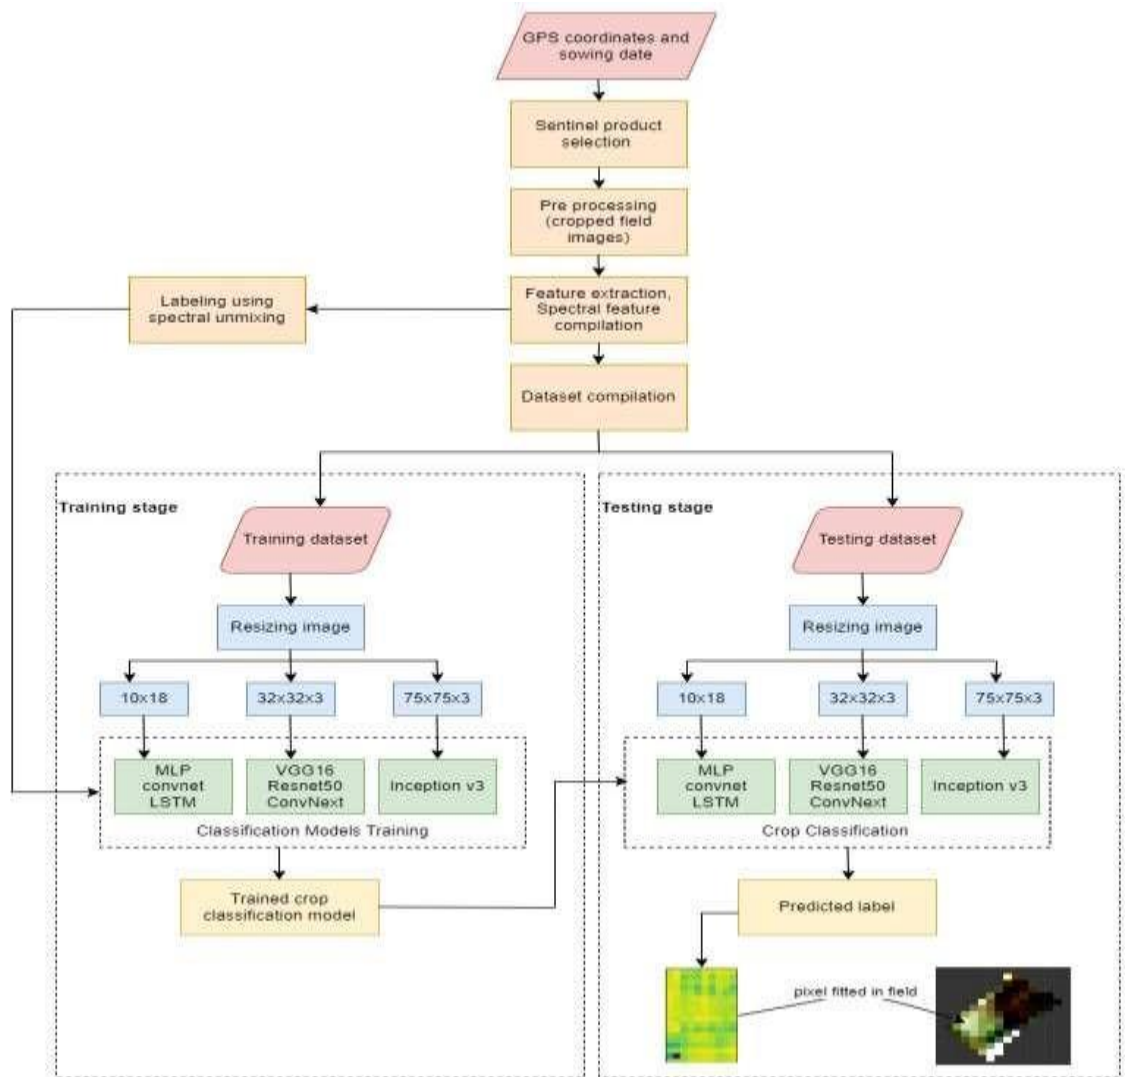 GPS coordinates and
sowing date
Sentinel product
selection
Pre processing
(cropped field
images)
Feature extraction,
Spectral feature
compilation
Labeling using
spectral unmixing
Dataset compilation
Training stage
Training dataset
Resizing image
10x18
32x32x3
75x75x3
MLP
convnet
LSTM
VGG16
Resnet50
ConvNext
Inception v3
Classification Models Training
Trained crop
classification model
Testing stage
Testing dataset
Resizing image
10x18
32x32x3
75x75x3
MLP
convnet
LSTM
VGG16
Resnet50
ConvNext
Inception v3
Crop Classification
Predicted label
pixel fitted in field